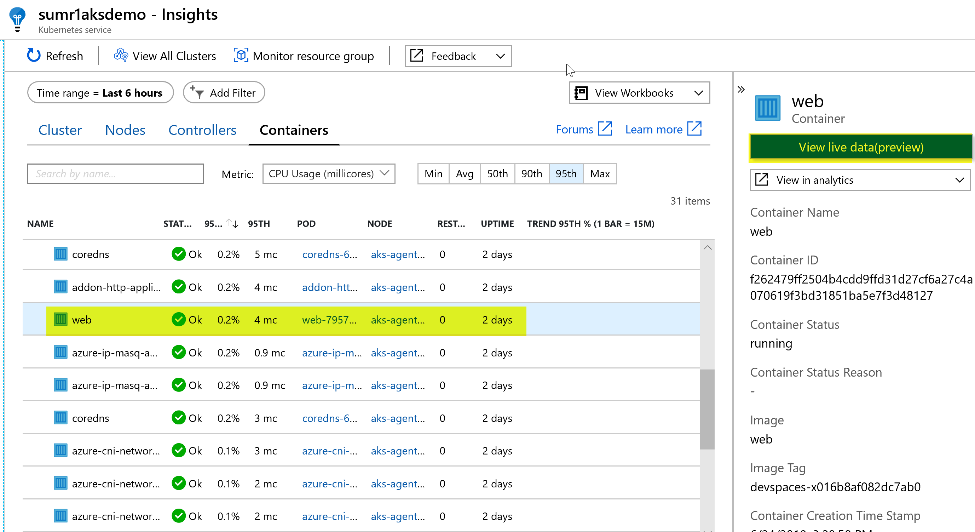 sumr1aksdemo - Insights
Kubernetes service
Refresh
View All Clusters
Monitor resource group
Feedback
Time range = Last 6 hours
Add Filter
View Workbooks
Cluster
Nodes
Controllers
Containers
Forums
Learn more
Search by name...
Metric:
CPU Usage (millicores)
Min Avg 50th 90th 95th Max
31 items
NAME STAT... 95... 95TH POD NODE REST... UPTIME TREND 95TH % (1 BAR = 15M)
coredns Ok 0.2% 5 mc coredns-6... aks-agent... 0 2 days
addon-http-appli... Ok 0.2% 4 mc addon-htt... aks-agent... 0 2 days
web Ok 0.2% 4 mc web-7957... aks-agent... 0 2 days
azure-ip-masq-a... Ok 0.2% 0.9 mc azure-ip-m... aks-agent... 0 2 days
azure-ip-masq-a... Ok 0.2% 0.9 mc azure-ip-m... aks-agent... 0 2 days
coredns Ok 0.2% 3 mc coredns-6... aks-agent... 0 2 days
azure-cni-networ... Ok 0.1% 3 mc azure-cni-... aks-agent... 0 2 days
azure-cni-networ... Ok 0.1% 2 mc azure-cni-... aks-agent... 0 2 days
azure-cni-networ... Ok 0.1% 2 mc azure-cni-... aks-agent... 0 2 days
web
Container
View live data(preview)
View in analytics
Container Name
web
Container ID
f262479ff2504b4cdd9ffd31d27cf6a27c4a
070619f3bd31851ba5e7f3d48127
Container Status
running
Container Status Reason
-
Image
web
Image Tag
devspaces-x016b8af082dc7ab0
Container Creation Time Stamp